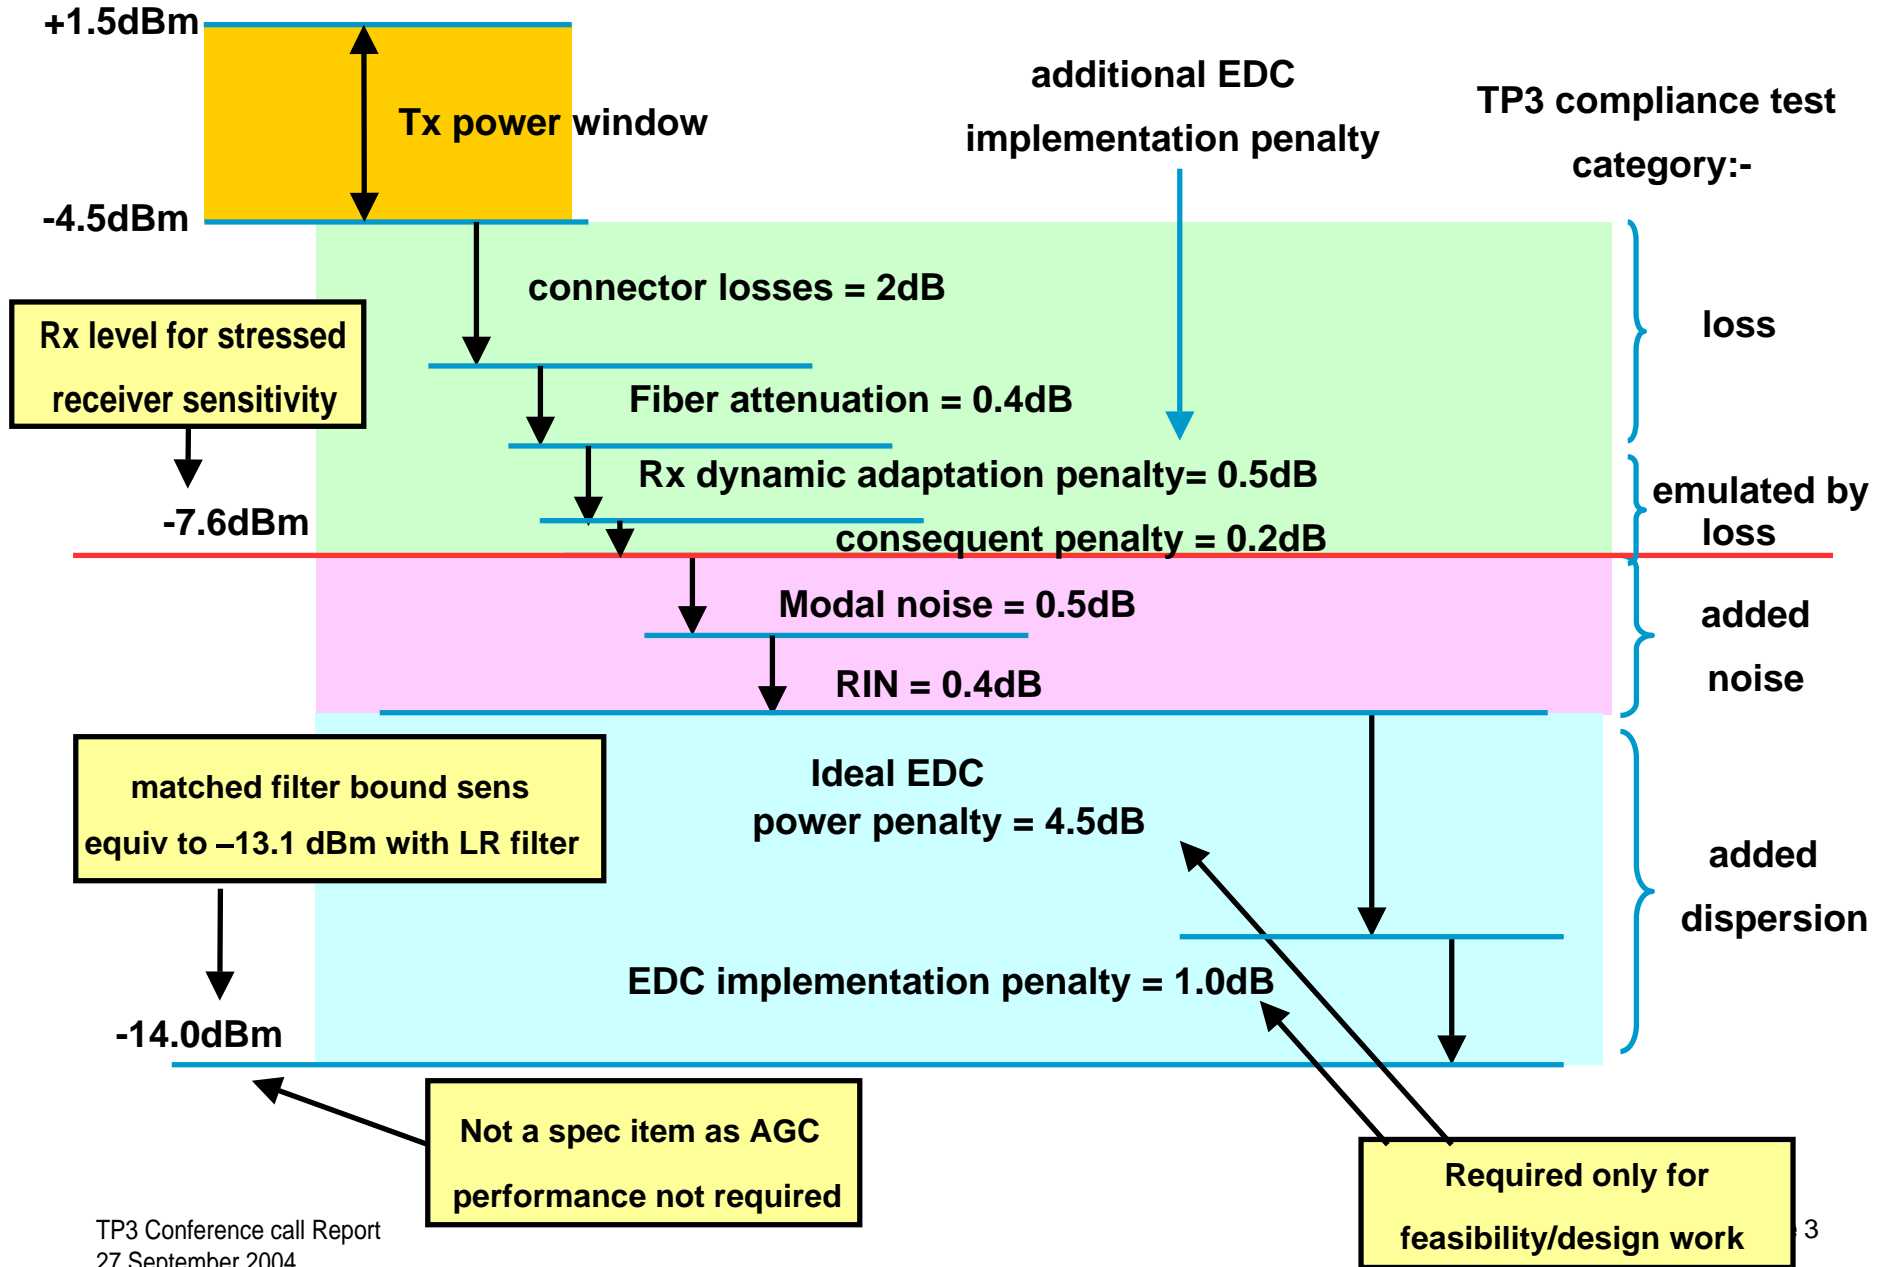 +1.5dBm
Tx power window
-4.5dBm
additional EDC
implementation penalty
TP3 compliance test
category:-
connector losses = 2dB
loss
Rx level for stressed
receiver sensitivity
Fiber attenuation = 0.4dB
Rx dynamic adaptation penalty= 0.5dB
emulated by
loss
-7.6dBm
consequent penalty = 0.2dB
Modal noise = 0.5dB
added
noise
RIN = 0.4dB
matched filter bound sens
equiv to –13.1 dBm with LR filter
Ideal EDC
power penalty = 4.5dB
added
dispersion
EDC implementation penalty = 1.0dB
-14.0dBm
Not a spec item as AGC
performance not required
Required only for
feasibility/design work
TP3 Conference call Report
27 September 2004
3